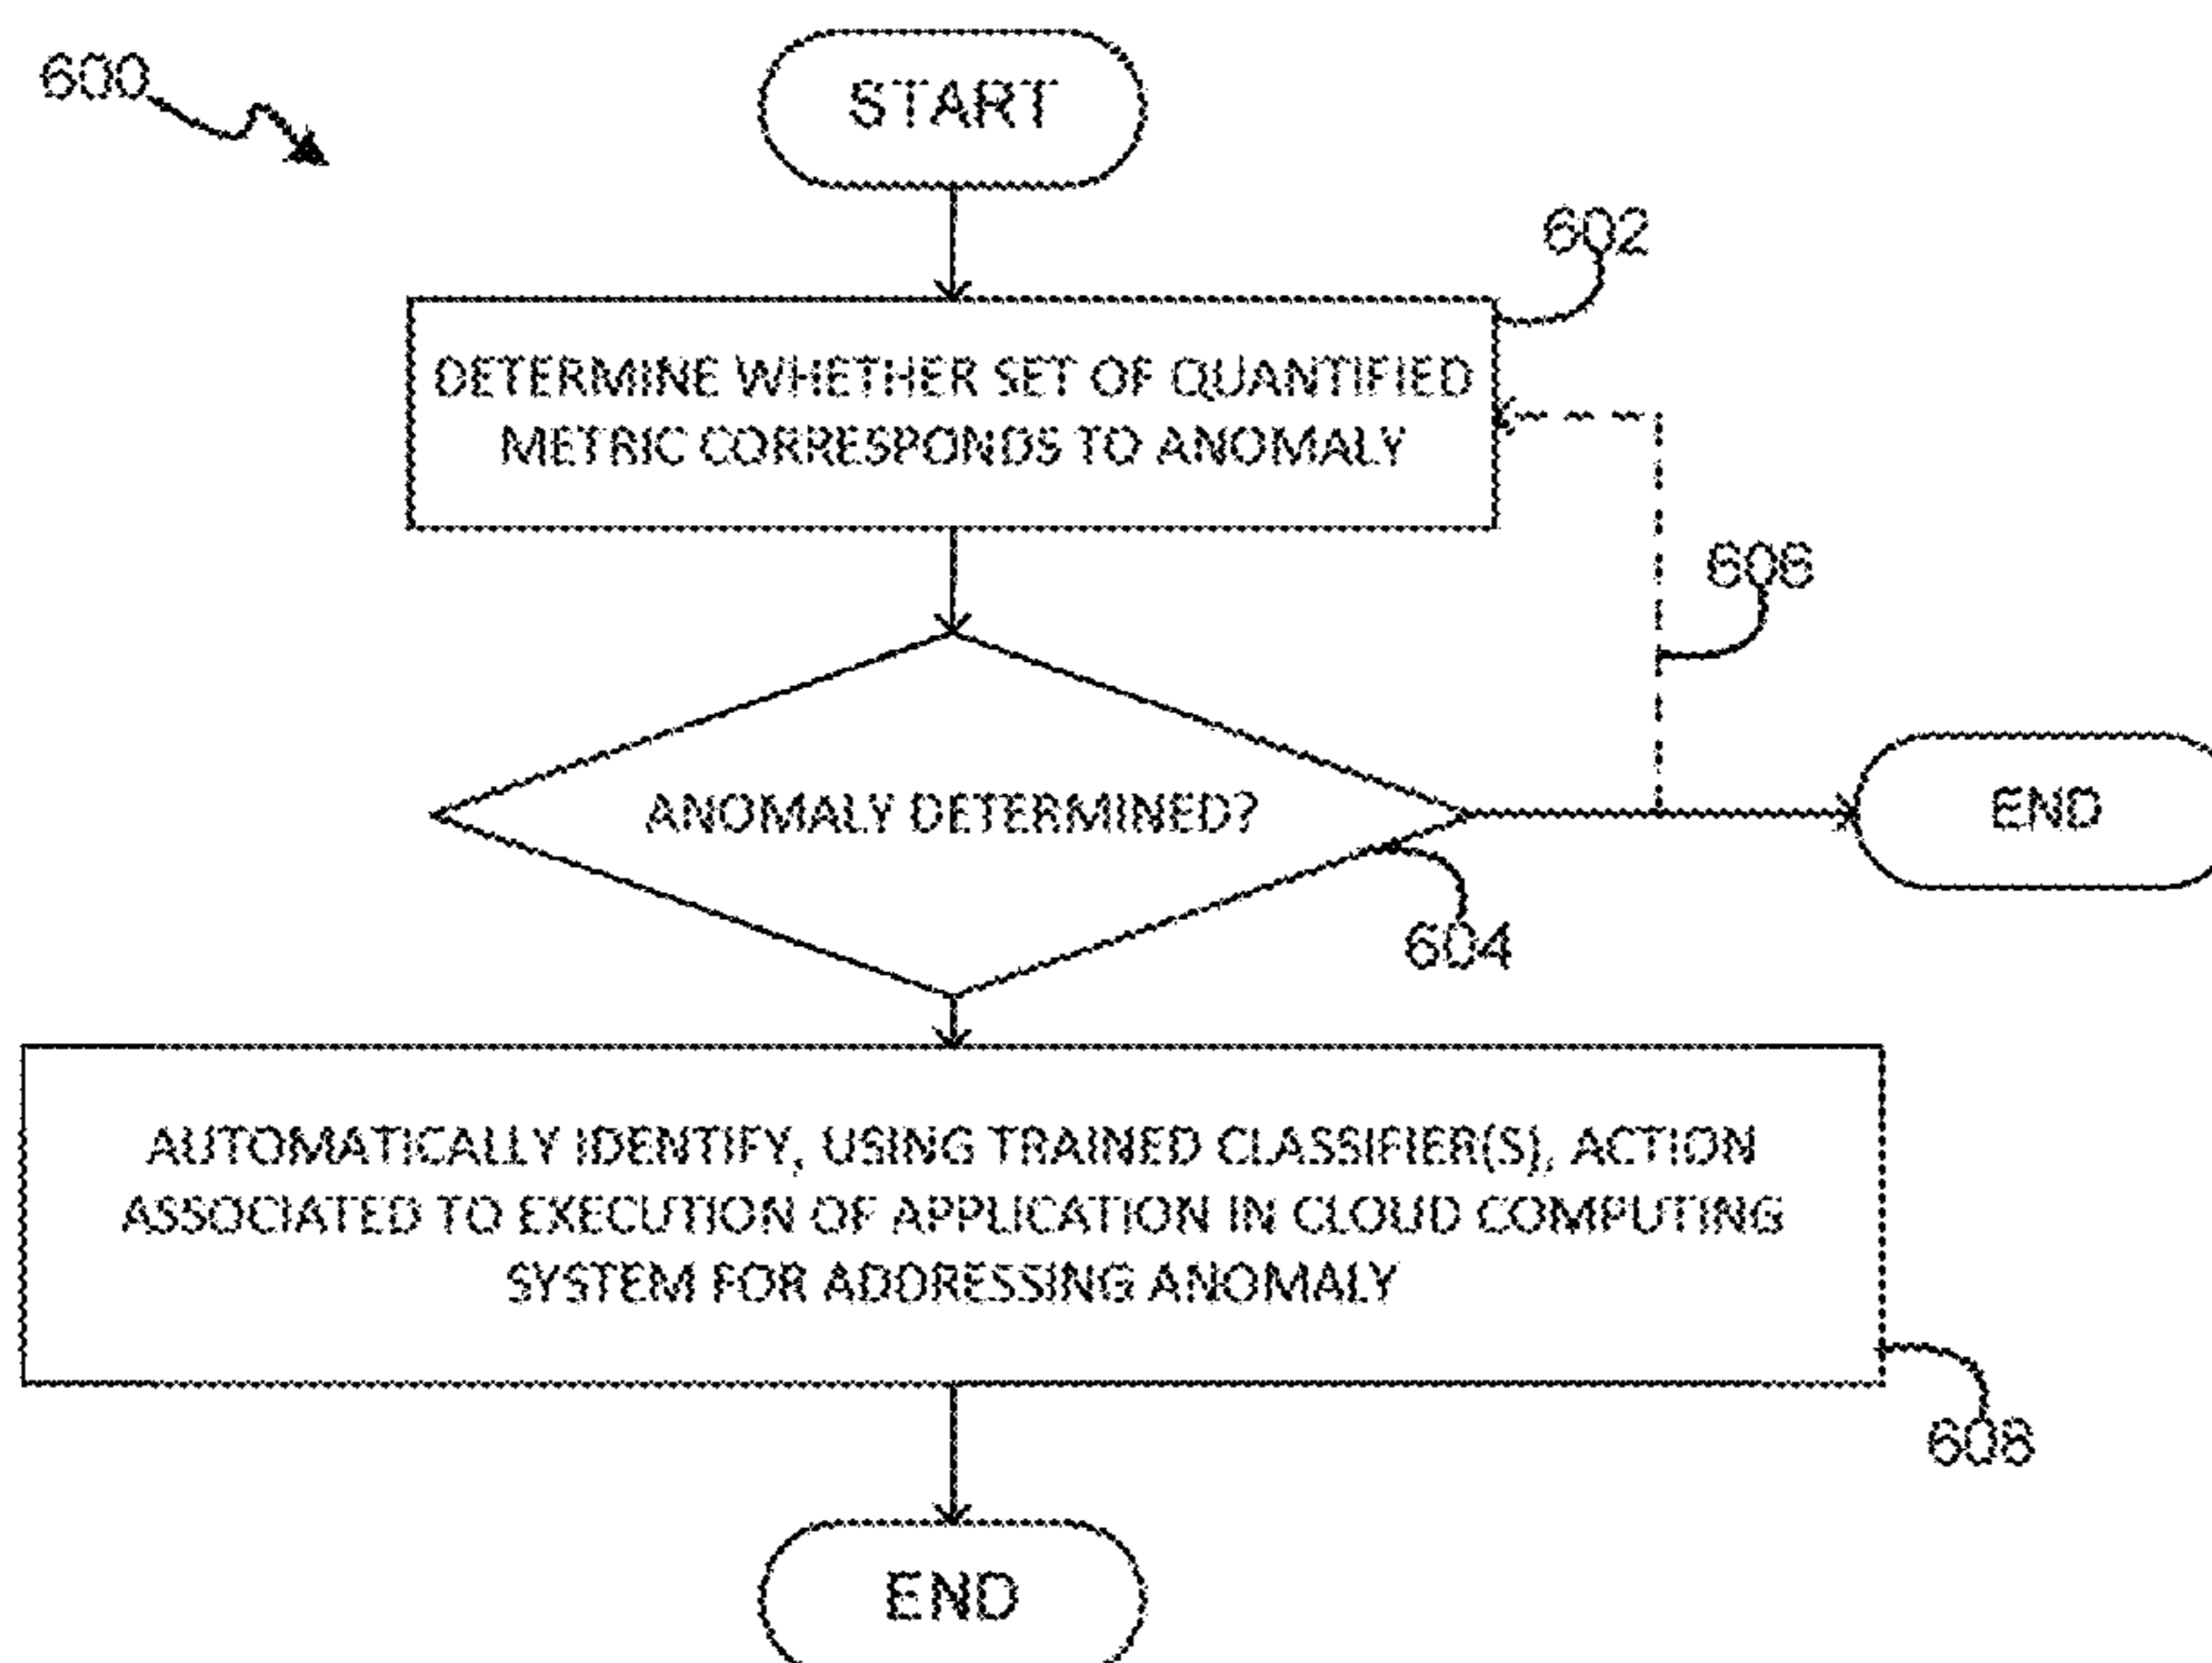 600
START
602
DETERMINE WHETHER SET OF QUANTIFIED
METRIC CORRESPONDS TO ANOMALY
606
ANOMALY DETERMINED?
END
604
AUTOMATICALLY IDENTIFY, USING TRAINED CLASSIFIER(S), ACTION
ASSOCIATED TO EXECUTION OF APPLICATION IN CLOUD COMPUTING
SYSTEM FOR ADDRESSING ANOMALY
608
END